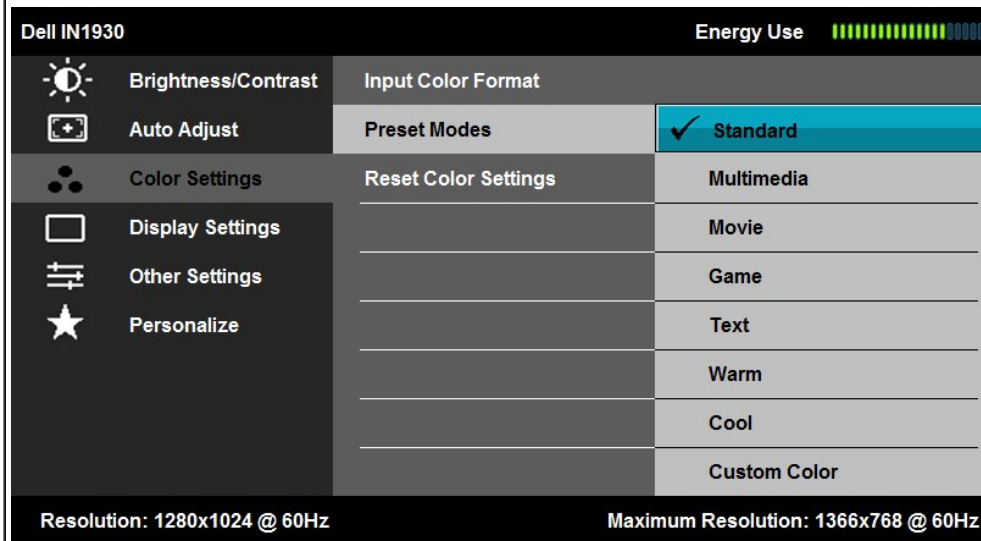 Dell IN1930 Energy Use
Brightness/Contrast Input Color Format
Auto Adjust Preset Modes Standard
Color Settings Reset Color Settings Multimedia
Display Settings Movie
Other Settings Game
Personalize Text
Warm
Cool
Custom Color
Resolution: 1280x1024 @ 60Hz Maximum Resolution: 1366x768 @ 60Hz